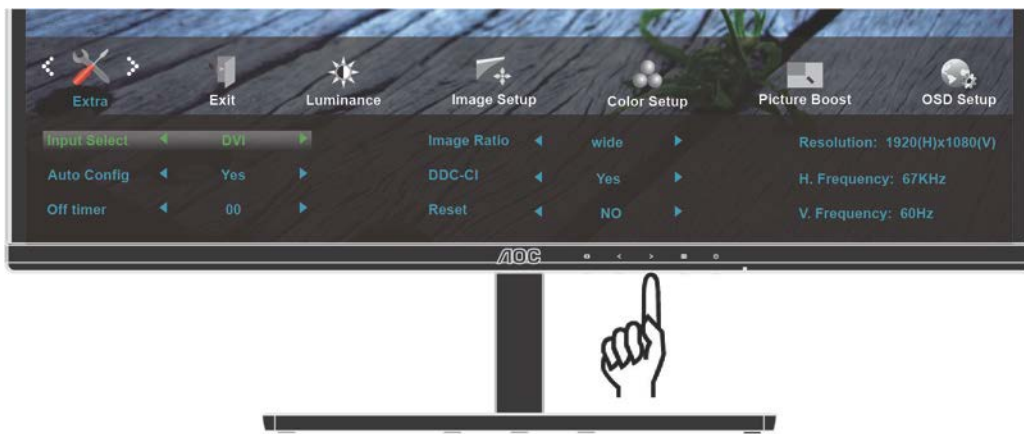 Extra Exit Luminance Image Setup Color Setup Picture Boost OSD Setup
Input Select DVI Image Ratio wide Resolution: 1920(H)x1080(V)
Auto Config Yes DDC-CI Yes H. Frequency: 67KHz
Off timer 00 Reset NO V. Frequency: 60Hz
AOC